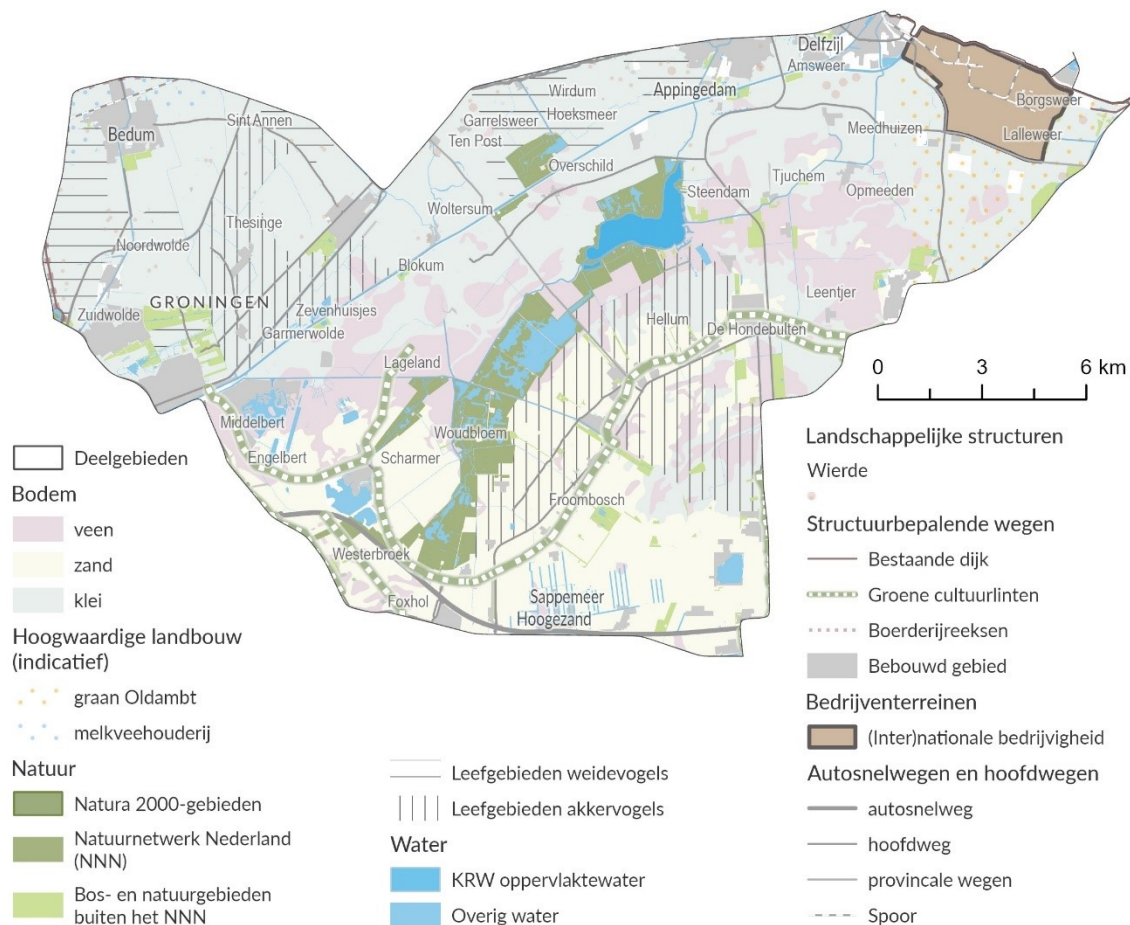 Delfzijl
Amsweer
Wirdum
Appingedam
Borgsweer
Bedum
Sint Annen
Garrelsweer
Hoeksmeer
Meedhuizen
Lalleweer
Ten Post
Overschild
Tjuchem
Steendam
Opmeeden
Woltersum
Thesinge
Noordwolde
Blokum
Leentjer
GRONINGEN
Zevenhuisjes
Zuidwolde
Hellum
De Hondebulten
Garmerwolde
Lageland
0 3 6 km
Middelbert
Woudbloem
Engelbert
Scharmer
Froombosch
Westerbroek
Foxhol
Sappemeer
Hoogezand
Deelgebieden
Bodem
veen
zand
klei
Hoogwaardige landbouw
(indicatief)
graan Oldambt
melkveehouderij
Natuur
Natura 2000-gebieden
Natuurnetwerk Nederland
(NNN)
Bos- en natuurgebieden
buiten het NNN
Leefgebieden weidevogels
Leefgebieden akkervogels
Water
KRW oppervlaktewater
Overig water
Landschappelijke structuren
Wierde
Structuurbepalende wegen
Bestaande dijk
Groene cultuurlinten
Boerderijreeksen
Bebouwd gebied
Bedrijventerreinen
(Inter)nationale bedrijvigheid
Autosnelwegen en hoofdwegen
autosnelweg
hoofdweg
provincale wegen
Spoor